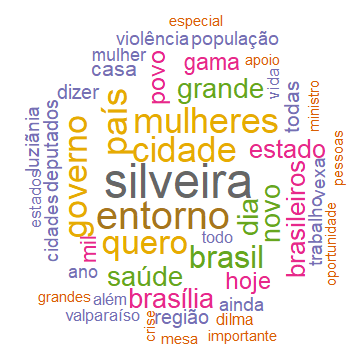 especial
violência população
mulher
casa gama apoio
dizer povo grande vida
todas ministro
país mulheres
luziânia deputados governo cidade estado
silveira
pessoas
estados cidades entorno dia novo brasileiros trabalho vexao
oportunidade
mil quero todo brasil
ano saúde hoje
grandes além brasília ainda
valparaíso região dilma
crise mesa importante